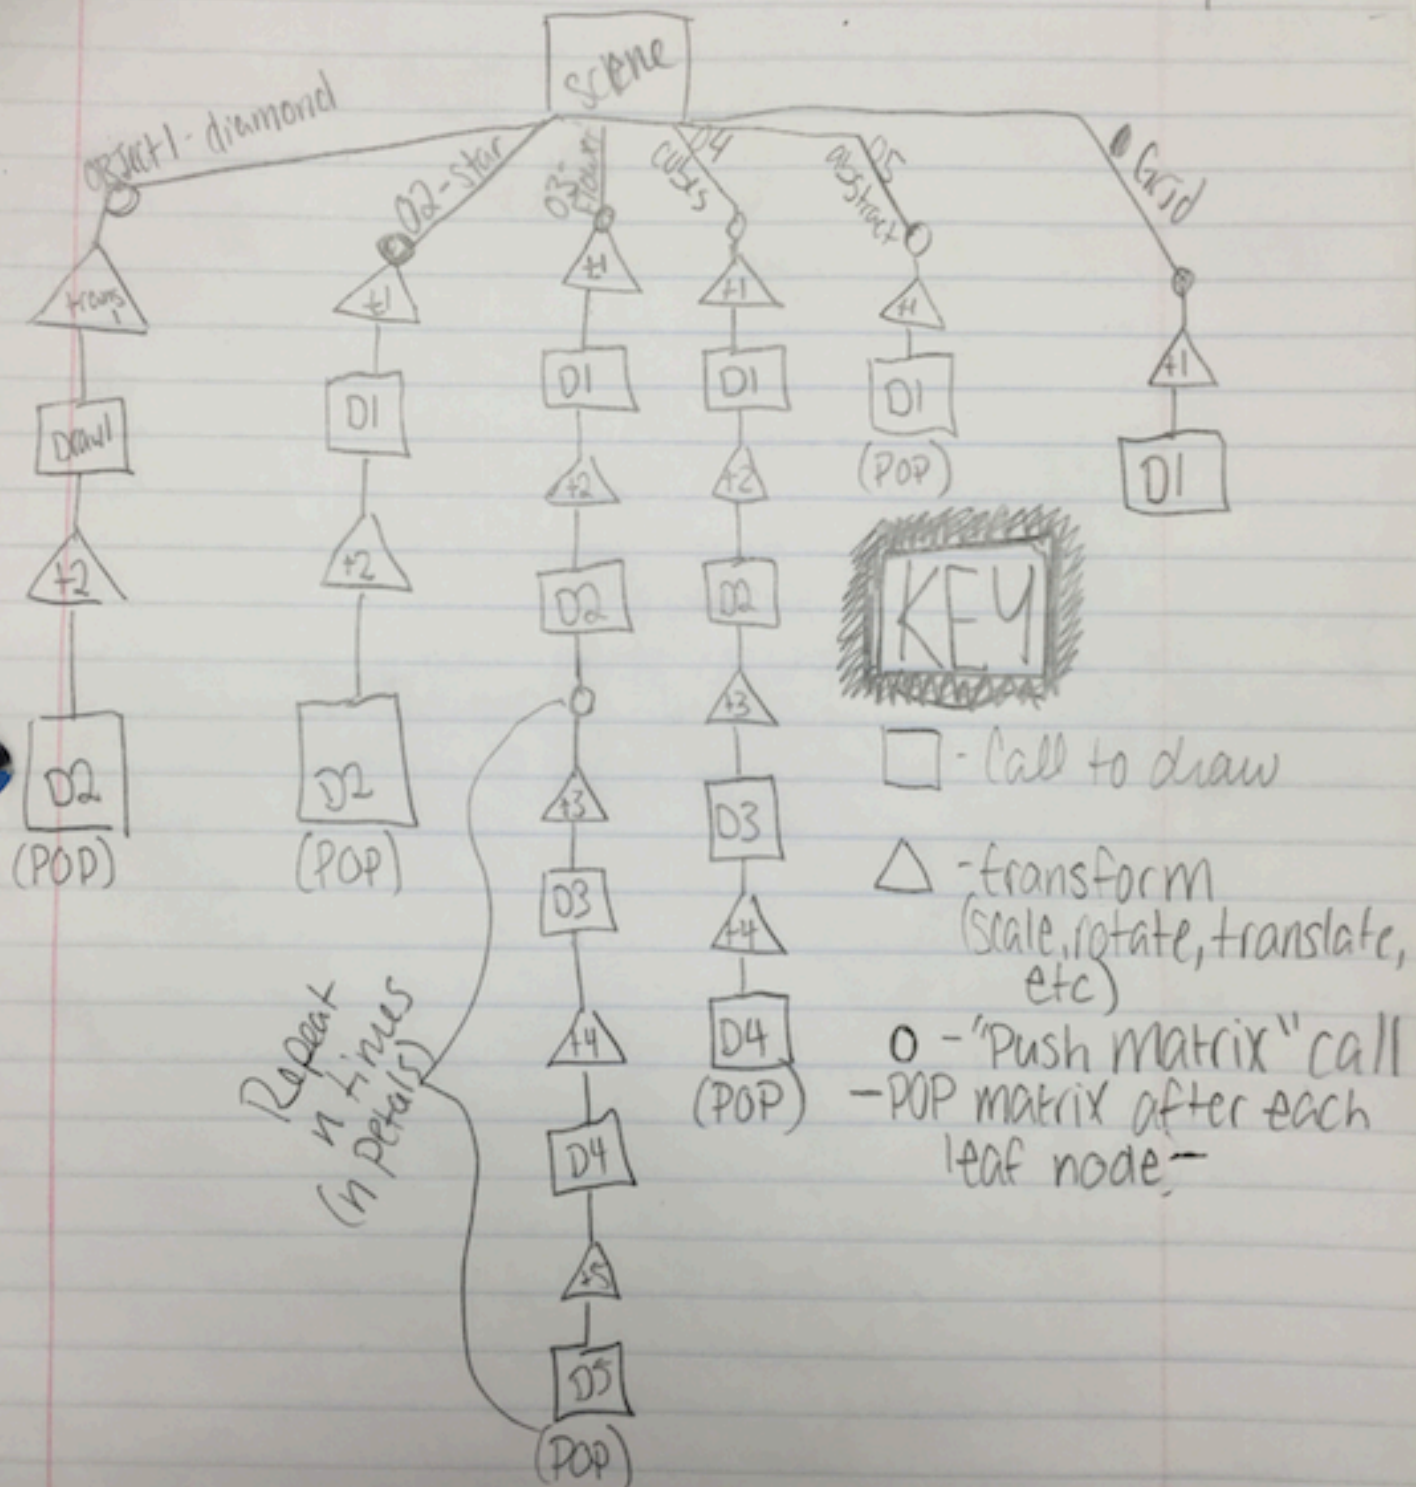 Scene
OBJECT1-diamond
O2-star
O3-
O4
cubes
O5
abstract
Grid
trans
1
Draw1
t2
D2
(POP)
t1
D1
t2
D2
(POP)
t1
D1
t2
D2
t3
D3
t4
D4
t5
D5
(POP)
Repeat
n times
(n petals)
t1
D1
t2
D2
t3
D3
t4
D4
(POP)
t1
D1
(POP)
t1
D1
KEY
- Call to draw
-transform
(scale, rotate, translate,
etc)
- "Push matrix" call
-POP matrix after each
leaf node-